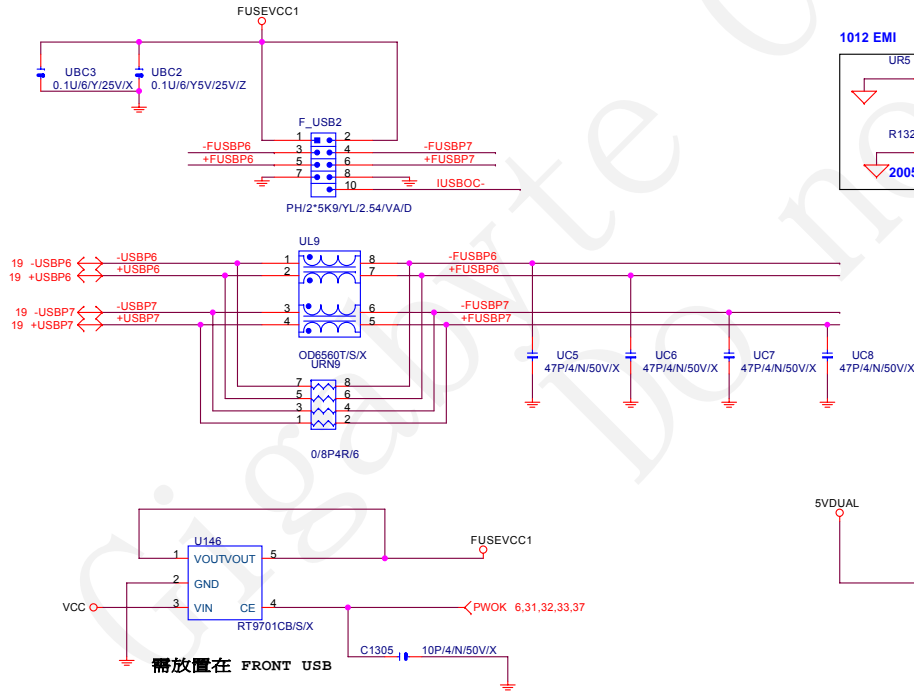 FUSEVCC1
UBC3
0.1U/6/Y/25V/X
UBC2
0.1U/6/Y5V/25V/Z
F_USB2
1 2
-FUSBP6 3 4 -FUSBP7
+FUSBP6 5 6 +FUSBP7
7 8
10 IUSBOC-
PH/2*5K9/YL/2.54/VA/D
1012 EMI
UR5
R132
2005
UL9
19 -USBP6 -USBP6 1 8 -FUSBP6
19 +USBP6 +USBP6 2 7 +FUSBP6
19 -USBP7 -USBP7 3 6 -FUSBP7
19 +USBP7 +USBP7 4 5 +FUSBP7
OD6560T/S/X
URN9
7 8
5 6
3 4
1 2
0/8P4R/6
UC5
47P/4/N/50V/X
UC6
47P/4/N/50V/X
UC7
47P/4/N/50V/X
UC8
47P/4/N/50V/X
5VDUAL
U146
1 VOUT VOUT 5 FUSEVCC1
2 GND
VCC 3 VIN CE 4 PWOK 6,31,32,33,37
RT9701CB/S/X
C1305 10P/4/N/50V/X
需放置在 FRONT USB
Gigabyte
Do no